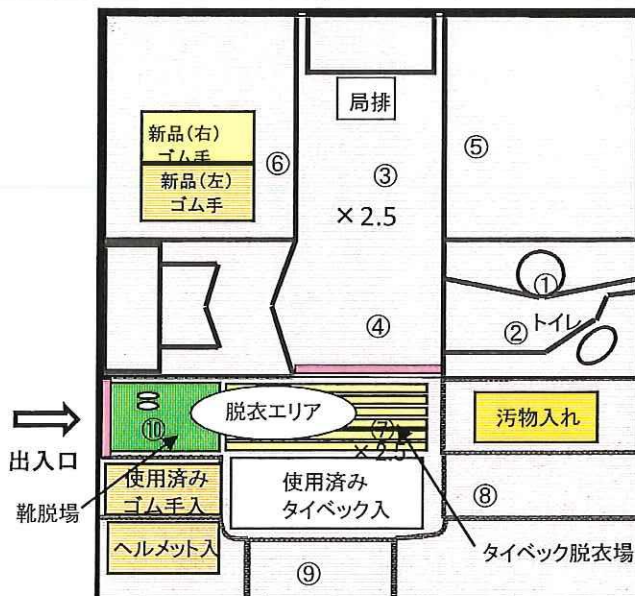 局排
新品(右)
ゴム手
新品(左)
ゴム手
⑥
③
×2.5
⑤
①
②
トイレ
④
出入口
⑩
脱衣エリア
(7)
×2.5
汚物入れ
靴脱場
使用済み
ゴム手入
使用済み
タイベック入
⑧
ヘルメット入
⑨
タイベック脱衣場